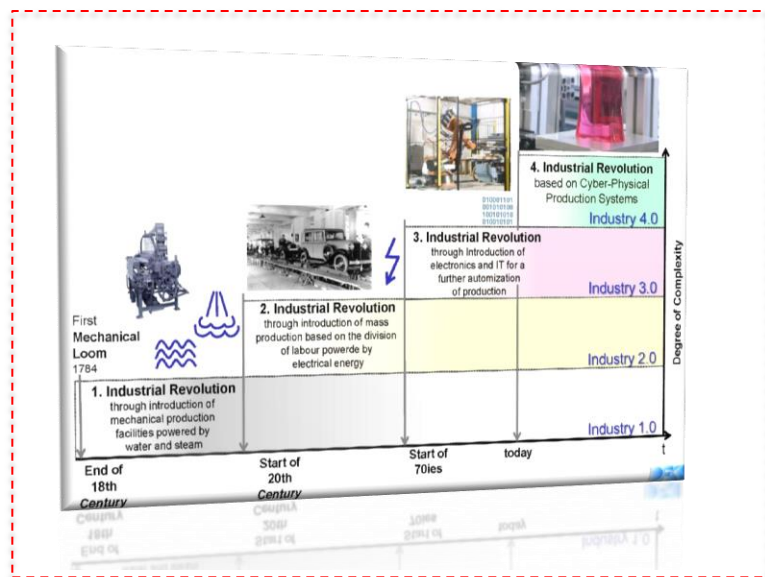 010001101
001010100
100101010
010010101
4. Industrial Revolution
based on Cyber-Physical
Production Systems
Industry 4.0
3. Industrial Revolution
through Introduction of
electronics and IT for a
further automization
of production
Industry 3.0
2. Industrial Revolution
through introduction of mass
production based on the division
of labour powerde by
electrical energy
Industry 2.0
First
Mechanical
Loom
1784
1. Industrial Revolution
through introduction of
mechanical production
facilities powered by
water and steam
Industry 1.0
Degree of Complexity
t
End of
18th
Century
Start of
20th
Century
Start of
70ies
today